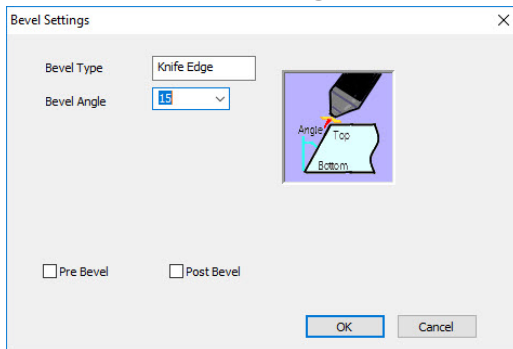 Bevel Settings
Bevel Type
Knife Edge
Bevel Angle
15
Angle
Top
Bottom
Pre Bevel
Post Bevel
OK
Cancel